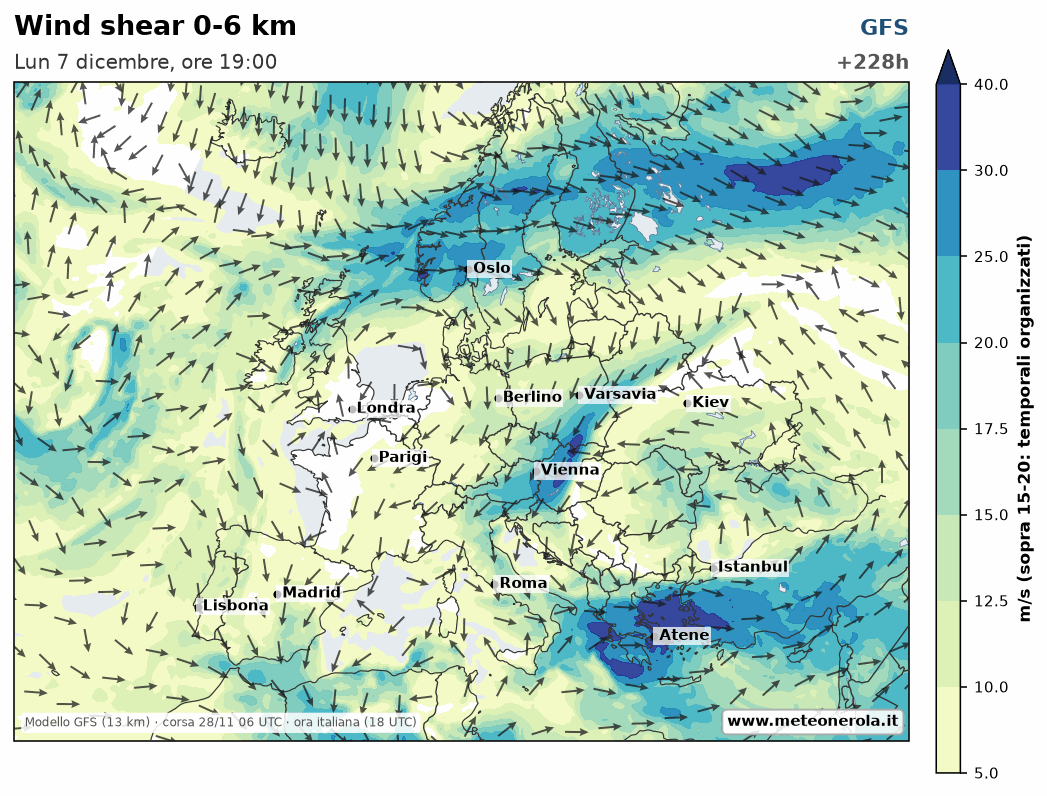 Wind shear 0-6 km
GFS
Lun 7 dicembre, ore 19:00
+228h
40.0
30.0
25.0
20.0
17.5
15.0
12.5
10.0
5.0
m/s (sopra 15-20: temporali organizzati)
Oslo
Berlino
Varsavia
Kiev
Londra
Parigi
Vienna
Istanbul
Roma
Madrid
Lisbona
Atene
Modello GFS (13 km) · corsa 28/11 06 UTC · ora italiana (18 UTC)
www.meteonerola.it